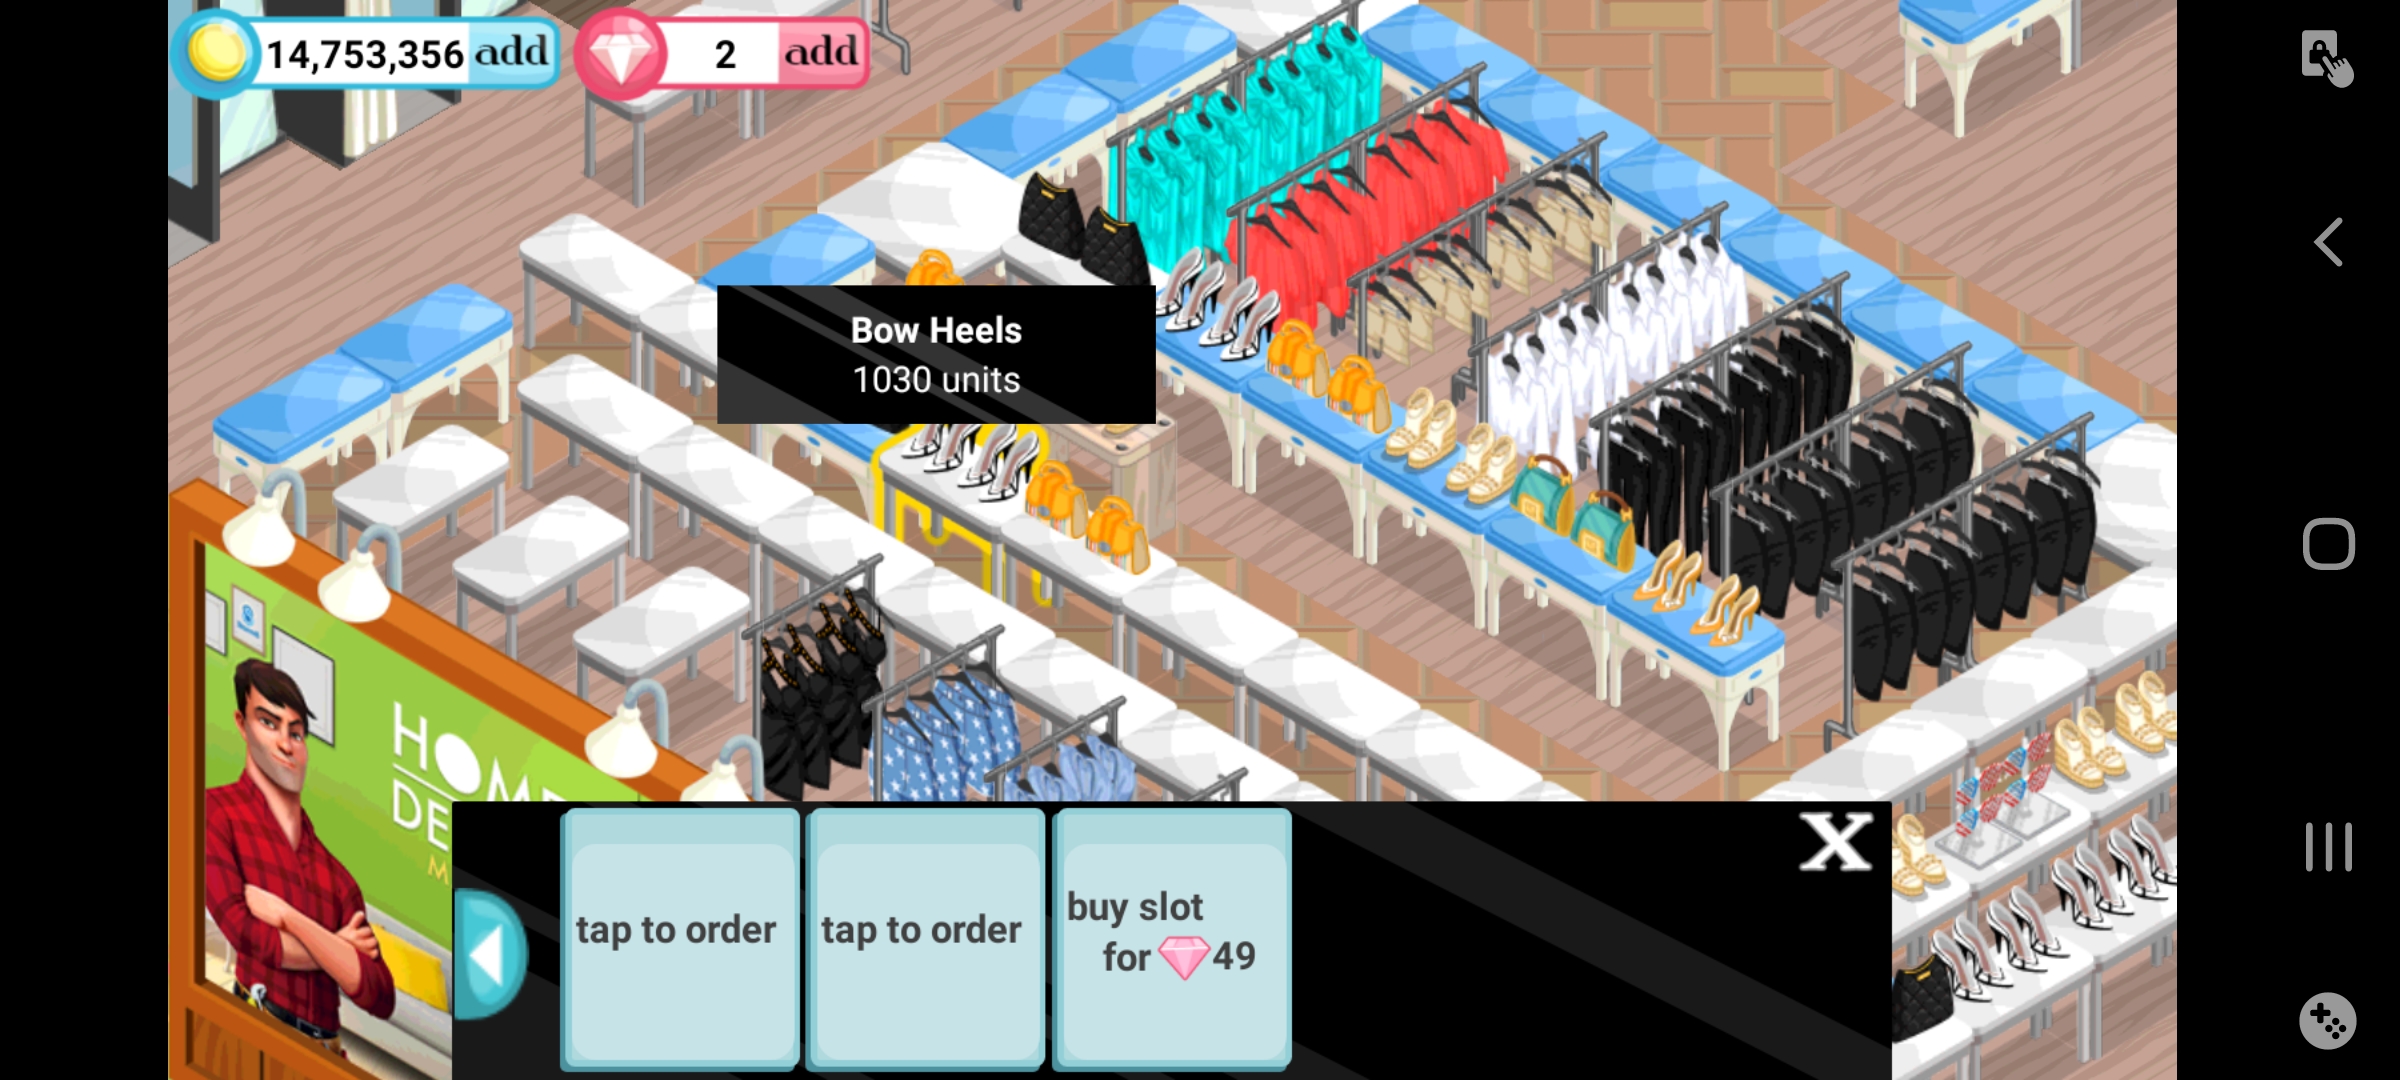 14,753,356 add
2 add
Bow Heels
1030 units
HOME
DE
M
tap to order
tap to order
buy slot
for 49
X